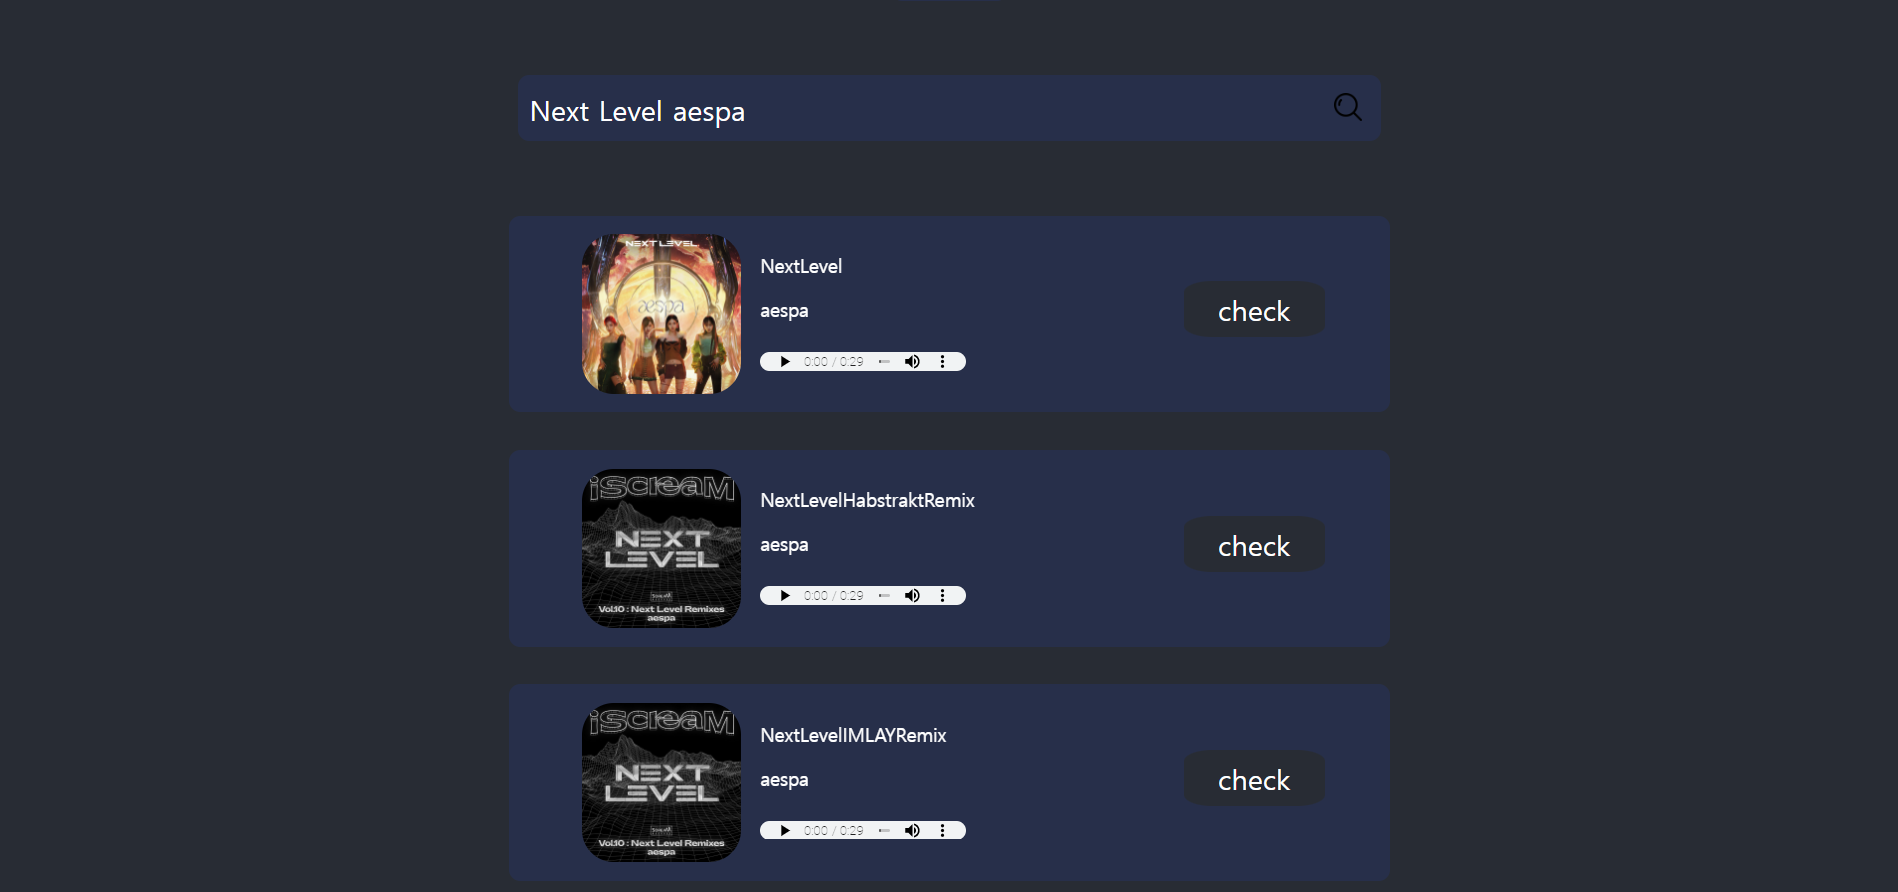 Next Level aespa
NEXT LEVEL
aespa
NextLevel
aespa
0:00 / 0:29
check
iScreaM
NEXT
LEVEL
Vol.10 : Next Level Remixes
aespa
NextLevelHabstraktRemix
aespa
0:00 / 0:29
check
iScreaM
NEXT
LEVEL
Vol.10 : Next Level Remixes
aespa
NextLevelIMLAYRemix
aespa
0:00 / 0:29
check